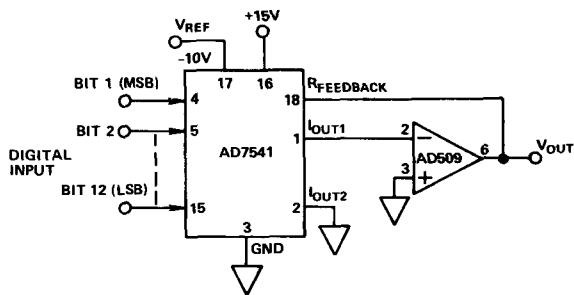 VREF
-10V
+15V
17
16
BIT 1 (MSB)
4
RFEEDBACK
18
BIT 2
5
IOUT1
1
2
6
AD7541
AD509
VOUT
DIGITAL
INPUT
3
+
BIT 12 (LSB)
15
IOUT2
2
3
GND